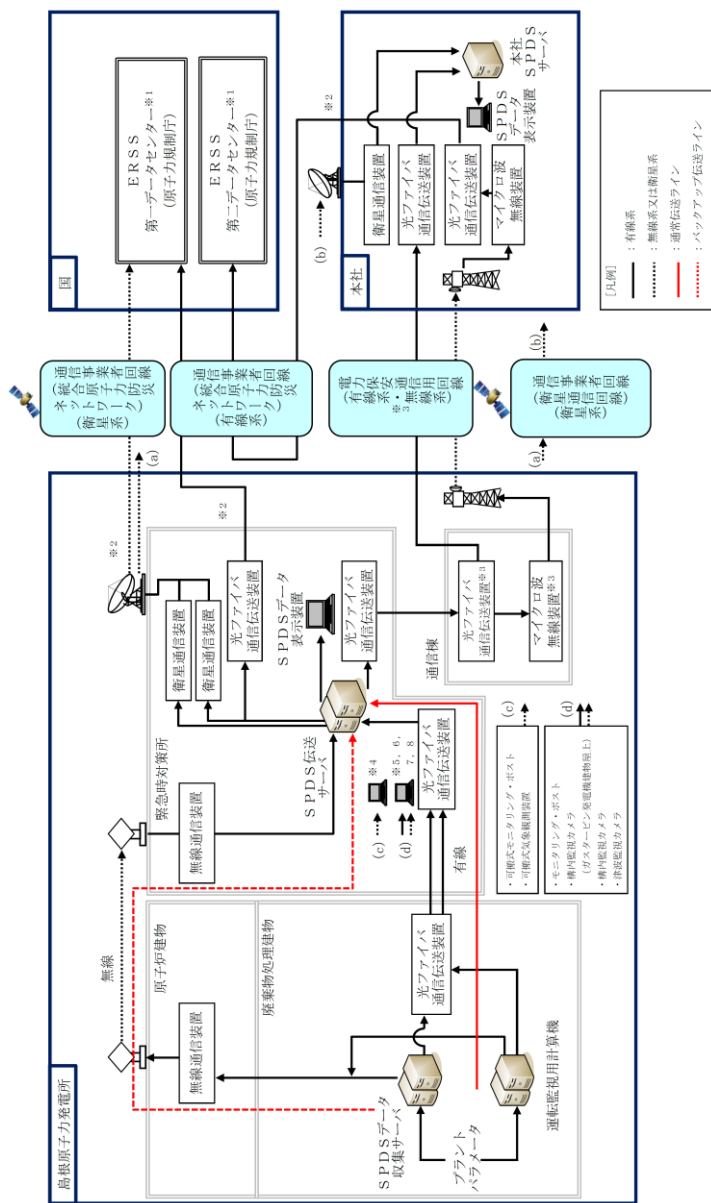 島根原子力発電所
無線
原子炉建物
無線通信装置
廃棄物処理建物
ＳＰＤＳデータ
収集サーバ
プラント
パラメータ
運転監視用計算機
光ファイバ
通信伝送装置
有線
緊急時対策所
無線通信装置
ＳＰＤＳ伝送
サーバ
※4
(c)
※5, 6,
7, 8
(d)
光ファイバ
通信伝送装置
衛星通信装置
衛星通信装置
光ファイバ
通信伝送装置
ＳＰＤＳデータ
表示装置
光ファイバ
通信伝送装置
※2
(a)
※2
通信棟
光ファイバ
通信伝送装置※3
マイクロ波
無線装置※3
・可搬式モニタリング・ポスト
・可搬式気象観測装置
(c)
・モニタリング・ポスト
・構内監視カメラ
(ガスタービン発電機建物屋上)
・構内監視カメラ
・津波監視カメラ
(d)
通信事業者回線
(統合原子力防災
ネットワーク)
(衛星系)
通信事業者回線
(統合原子力防災
ネットワーク)
(有線系)
電力保安通信用回線
有線系・無線系
※3
通信事業者回線
(衛星通信回線)
(衛星系)
(a)
(b)
国
ＥＲＳＳ
第一データセンター※1
(原子力規制庁)
ＥＲＳＳ
第二データセンター※1
(原子力規制庁)
※2
本社
(b)
衛星通信装置
光ファイバ
通信伝送装置
光ファイバ
通信伝送装置
マイクロ波
無線装置
本社
ＳＰＤＳ
サーバ
ＳＰＤＳ
データ
表示装置
[凡例]
：有線系
：無線系又は衛星系
：通常伝送ライン
：バックアップ伝送ライン